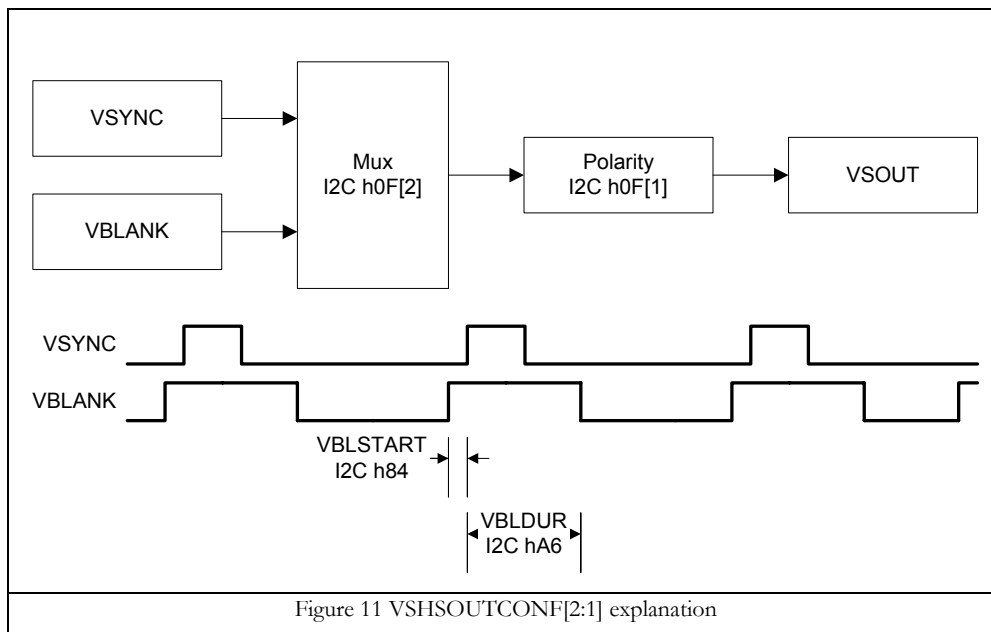 VSYNC
VBLANK
Mux
I2C h0F[2]
Polarity
I2C h0F[1]
VSOUT
VSYNC
VBLANK
VBLSTART
I2C h84
VBLDUR
I2C hA6
Figure 11 VSHSOUTCONF[2:1] explanation